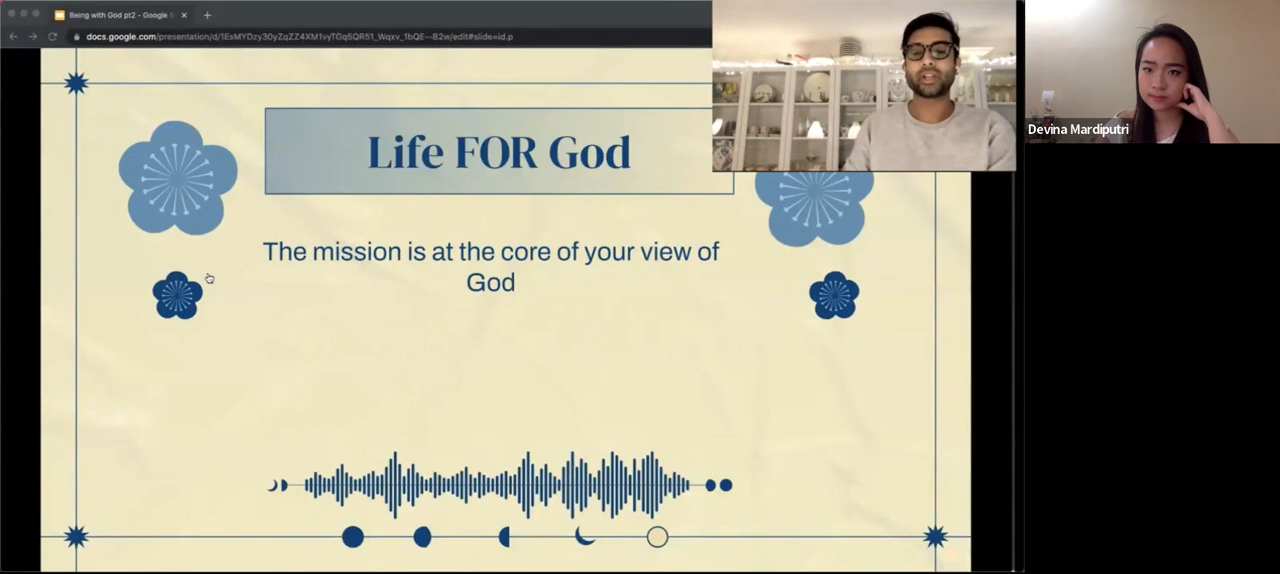 Being with God pt2 - Google S
docs.google.com/presentation/d/1EsMYDzy30yZqZZ4XM1vyTGq5QR51_Wqxv_1bQE--B2w/edit#slide=id.p
Life FOR God
The mission is at the core of your view of
God
Devina Mardiputri